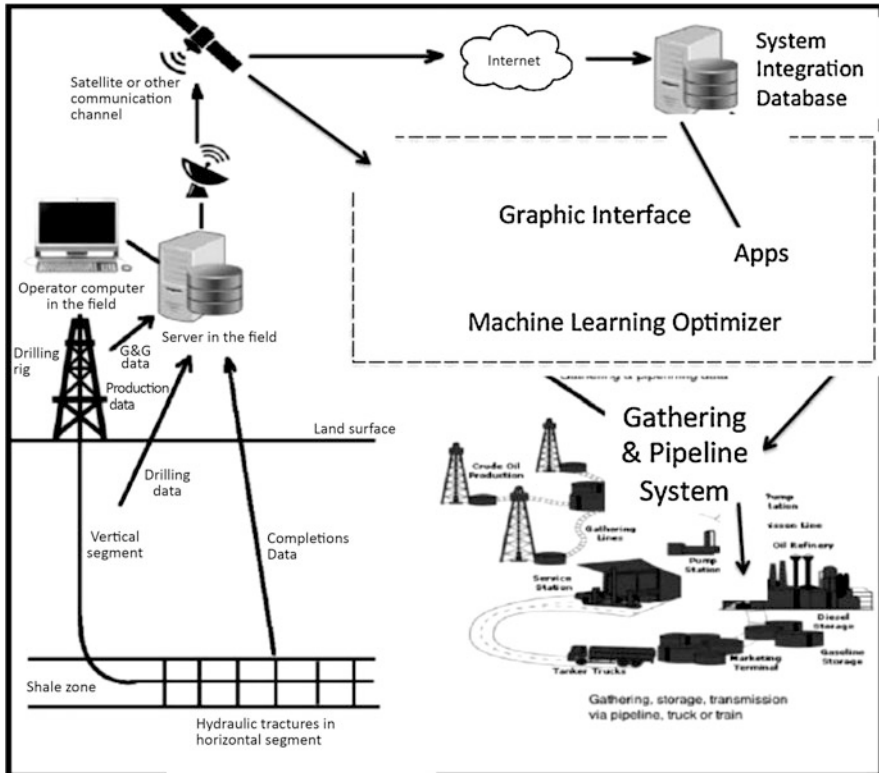 Satellite or other
communication
channel
Internet
System
Integration
Database
Graphic Interface
Apps
Machine Learning Optimizer
Operator computer
in the field
Server in the field
Drilling
rig
G&G
data
Production
data
Land surface
Drilling
data
Vertical
segment
Completions
Data
Shale zone
Hydraulic tractures in
horizontal segment
data
Gathering
& Pipeline
System
Crude Oil
Production
Gathering
Lines
Line
Oil Refinery
Pump
Station
Service
Station
Diesel
Storage
Gasoline
Storage
Marketing
Terminal
Tanker Trucks
Gathering, storage, transmission
via pipeline, truck or train